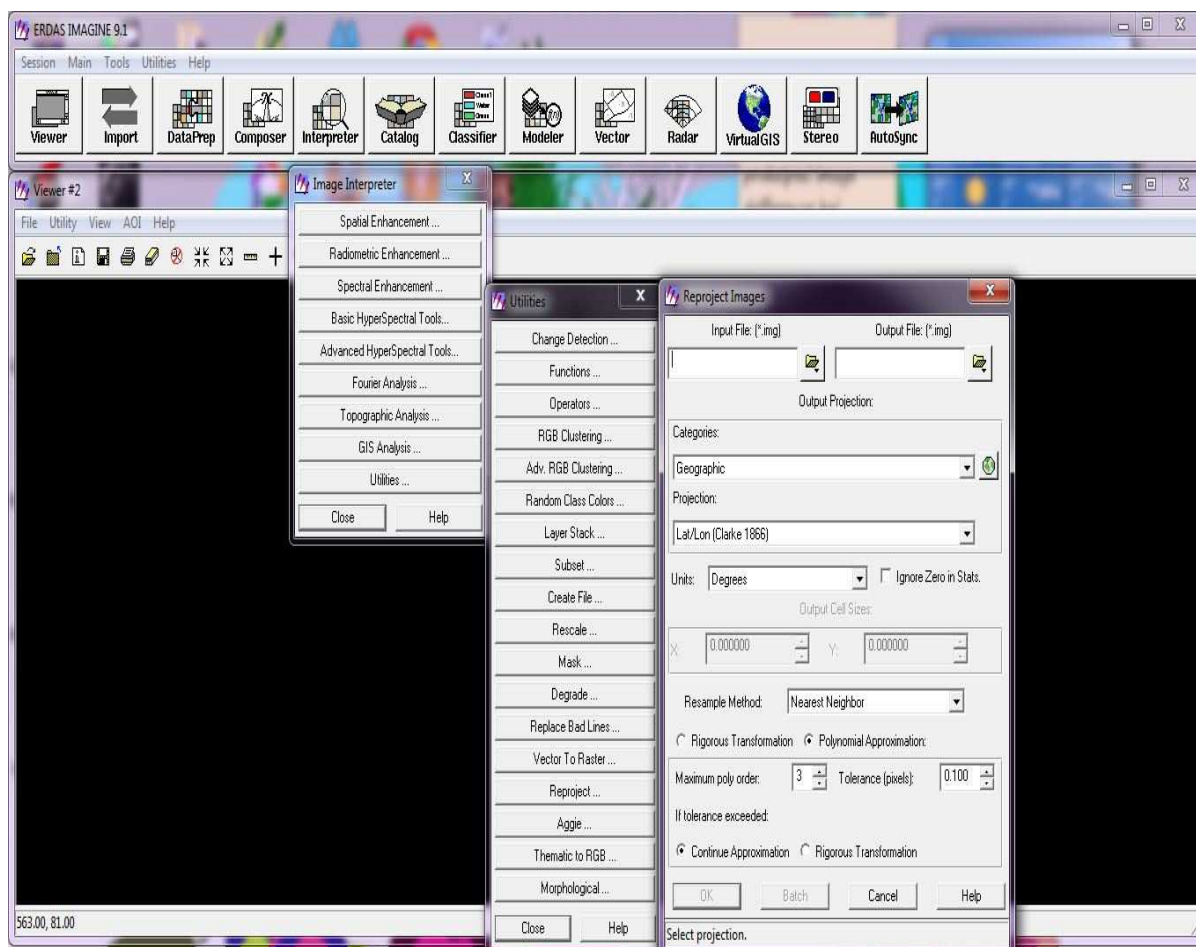 ERDAS IMAGINE 9.1
Session Main Tools Utilities Help
Viewer Import DataPrep Composer Interpreter Catalog Classifier Modeler Vector Radar VirtualGIS Stereo AutoSync
Viewer #2
File Utility View AOI Help
563.00, 81.00
Image Interpreter
Spatial Enhancement ...
Radiometric Enhancement ...
Spectral Enhancement ...
Basic HyperSpectral Tools...
Advanced HyperSpectral Tools...
Fourier Analysis ...
Topographic Analysis ...
GIS Analysis ...
Utilities ...
Close Help
Utilities
Change Detection ...
Functions ...
Operators ...
RGB Clustering ...
Adv. RGB Clustering ...
Random Class Colors ...
Layer Stack ...
Subset ...
Create File ...
Rescale ...
Mask ...
Degrade ...
Replace Bad Lines ...
Vector To Raster ...
Reproject ...
Aggie ...
Thematic to RGB ...
Morphological ...
Close Help
Reproject Images
Input File: (*.img) Output File: (*.img)
Output Projection:
Categories:
Geographic
Projection:
Lat/Lon (Clarke 1866)
Units: Degrees Ignore Zero in Stats.
Output Cell Sizes:
X: 0.000000 Y: 0.000000
Resample Method: Nearest Neighbor
Rigorous Transformation Polynomial Approximation:
Maximum poly order: 3 Tolerance (pixels): 0.100
If tolerance exceeded:
Continue Approximation Rigorous Transformation
OK Batch Cancel Help
Select projection.